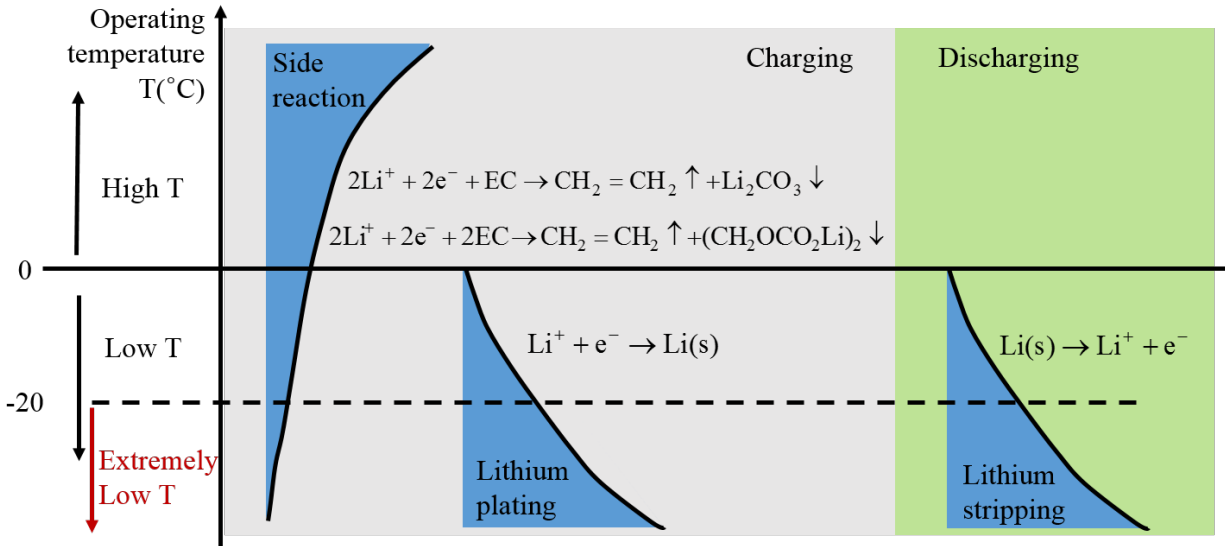 Operating
temperature
T(˚C)
Side
reaction
Charging
Discharging
High T
2Li⁺ + 2e⁻ + EC → CH₂ = CH₂ ↑ +Li₂CO₃ ↓
2Li⁺ + 2e⁻ + 2EC → CH₂ = CH₂ ↑ +(CH₂OCO₂Li)₂ ↓
0
Low T
Li⁺ + e⁻ → Li(s)
Li(s) → Li⁺ + e⁻
-20
Extremely
Low T
Lithium
plating
Lithium
stripping